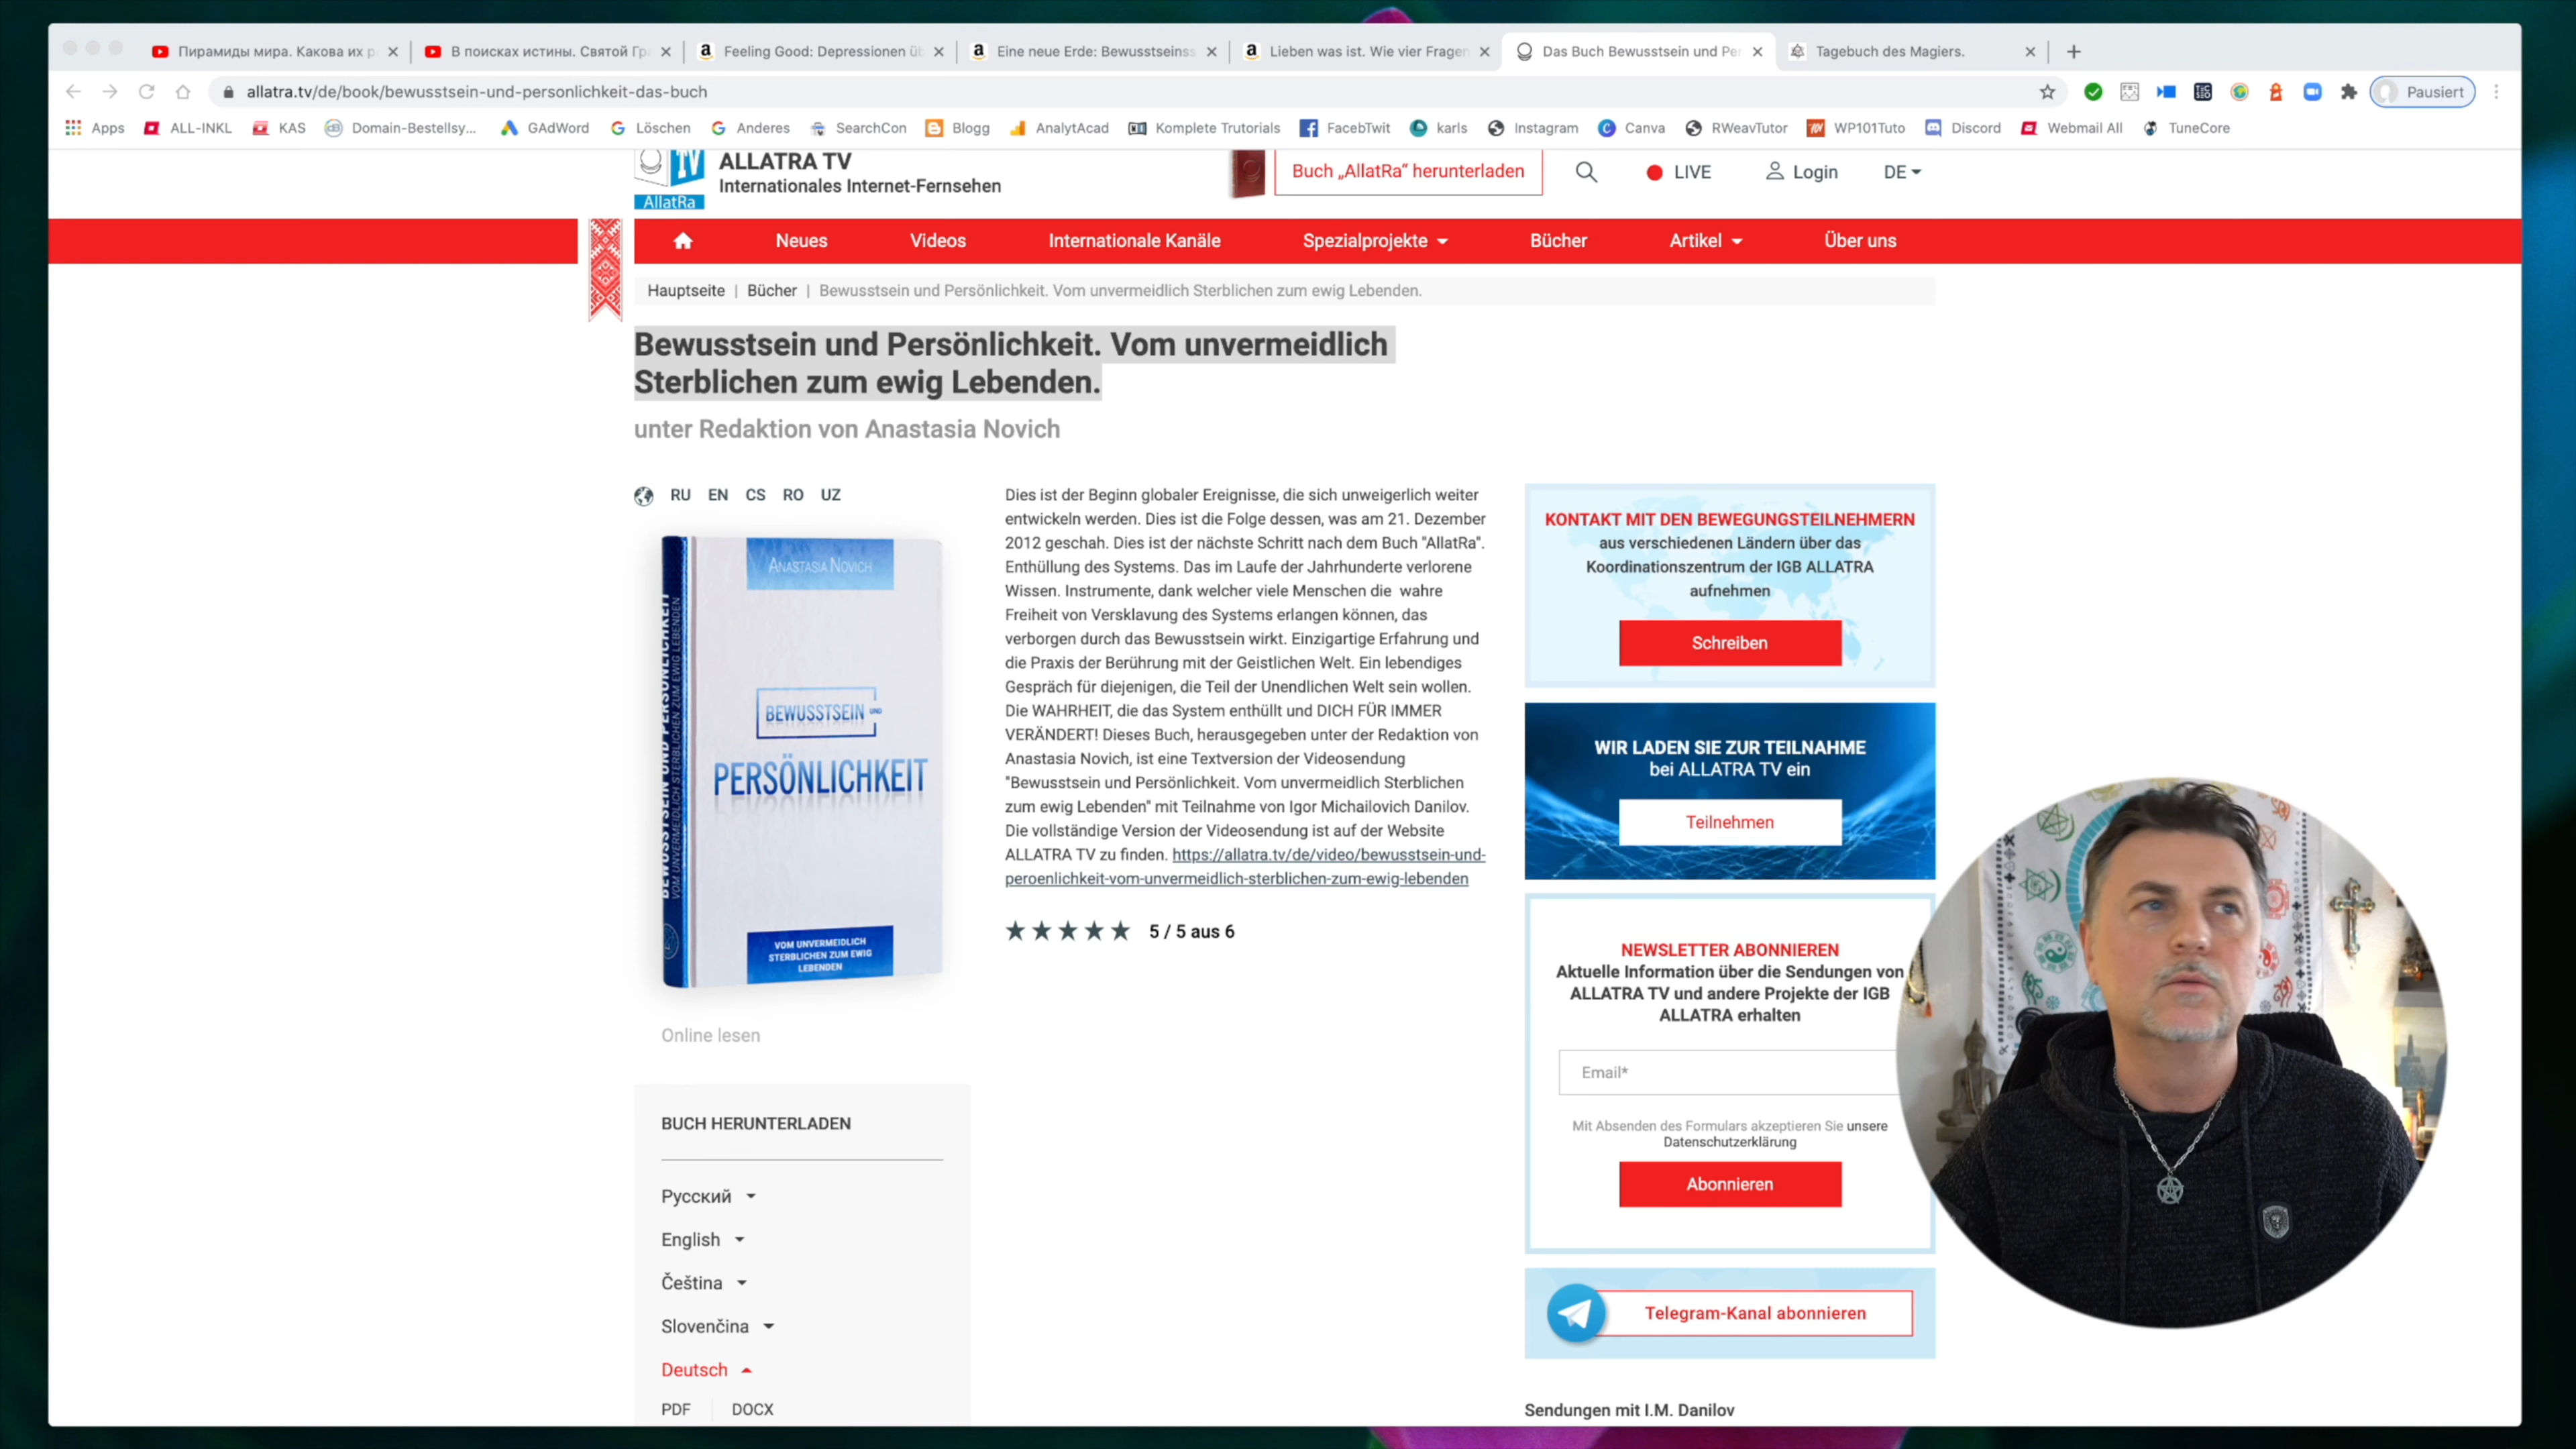 Пирамиды мира. Какова их р
В поисках истины. Святой Гр
Feeling Good: Depressionen üb
Eine neue Erde: Bewusstseinss
Lieben was ist. Wie vier Fragen
Das Buch Bewusstsein und Per
Tagebuch des Magiers.
allatra.tv/de/book/bewusstsein-und-personlichkeit-das-buch
Pausiert
Apps ALL-INKL KAS Domain-Bestellsy... GAdWord Löschen Anderes SearchCon Blogg AnalytAcad Komplete Trutorials FacebTwit karls Instagram Canva RWeavTutor WP101Tuto Discord Webmail All TuneCore
TV
AllatRa
ALLATRA TV
Internationales Internet-Fernsehen
Buch „AllatRa“ herunterladen
LIVE
Login
DE
Neues Videos Internationale Kanäle Spezialprojekte Bücher Artikel Über uns
Hauptseite | Bücher | Bewusstsein und Persönlichkeit. Vom unvermeidlich Sterblichen zum ewig Lebenden.
Bewusstsein und Persönlichkeit. Vom unvermeidlich
Sterblichen zum ewig Lebenden.
unter Redaktion von Anastasia Novich
RU EN CS RO UZ
ANASTASIA NOVICH
BEWUSSTSEIN UND
PERSÖNLICHKEIT
VOM UNVERMEIDLICH
STERBLICHEN ZUM EWIG
LEBENDEN
BEWUSSTSEIN UND PERSÖNLICHKEIT
VOM UNVERMEIDLICH STERBLICHEN ZUM EWIG LEBENDEN
Online lesen
BUCH HERUNTERLADEN
Русский
English
Čeština
Slovenčina
Deutsch
PDF DOCX
Dies ist der Beginn globaler Ereignisse, die sich unweigerlich weiter
entwickeln werden. Dies ist die Folge dessen, was am 21. Dezember
2012 geschah. Dies ist der nächste Schritt nach dem Buch "AllatRa".
Enthüllung des Systems. Das im Laufe der Jahrhunderte verlorene
Wissen. Instrumente, dank welcher viele Menschen die wahre
Freiheit von Versklavung des Systems erlangen können, das
verborgen durch das Bewusstsein wirkt. Einzigartige Erfahrung und
die Praxis der Berührung mit der Geistlichen Welt. Ein lebendiges
Gespräch für diejenigen, die Teil der Unendlichen Welt sein wollen.
Die WAHRHEIT, die das System enthüllt und DICH FÜR IMMER
VERÄNDERT! Dieses Buch, herausgegeben unter der Redaktion von
Anastasia Novich, ist eine Textversion der Videosendung
"Bewusstsein und Persönlichkeit. Vom unvermeidlich Sterblichen
zum ewig Lebenden" mit Teilnahme von Igor Michailovich Danilov.
Die vollständige Version der Videosendung ist auf der Website
ALLATRA TV zu finden. https://allatra.tv/de/video/bewusstsein-und-
peroenlichkeit-vom-unvermeidlich-sterblichen-zum-ewig-lebenden
5 / 5 aus 6
KONTAKT MIT DEN BEWEGUNGSTEILNEHMERN
aus verschiedenen Ländern über das
Koordinationszentrum der IGB ALLATRA
aufnehmen
Schreiben
WIR LADEN SIE ZUR TEILNAHME
bei ALLATRA TV ein
Teilnehmen
NEWSLETTER ABONNIEREN
Aktuelle Information über die Sendungen von
ALLATRA TV und andere Projekte der IGB
ALLATRA erhalten
Email*
Mit Absenden des Formulars akzeptieren Sie unsere
Datenschutzerklärung
Abonnieren
Telegram-Kanal abonnieren
Sendungen mit I.M. Danilov